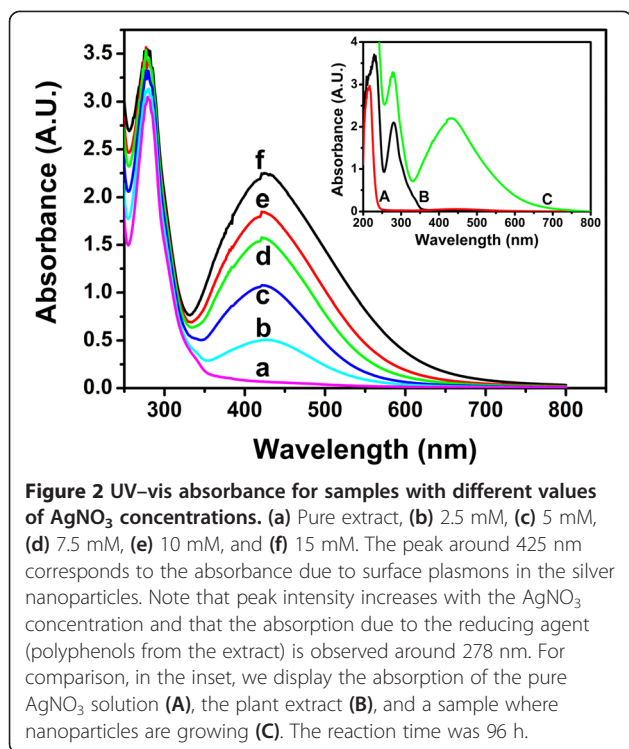 3.5
3.0
2.5
2.0
1.5
1.0
0.5
0.0
Absorbance (A.U.)
300 400 500 600 700 800
Wavelength (nm)
f
e
d
c
b
a
4
3
2
1
0
Absorbance (A.U.)
A B C
200 300 400 500 600 700 800
Wavelength (nm)
Figure 2 UV–vis absorbance for samples with different values
of AgNO₃ concentrations. (a) Pure extract, (b) 2.5 mM, (c) 5 mM,
(d) 7.5 mM, (e) 10 mM, and (f) 15 mM. The peak around 425 nm
corresponds to the absorbance due to surface plasmons in the silver
nanoparticles. Note that peak intensity increases with the AgNO₃
concentration and that the absorption due to the reducing agent
(polyphenols from the extract) is observed around 278 nm. For
comparison, in the inset, we display the absorption of the pure
AgNO₃ solution (A), the plant extract (B), and a sample where
nanoparticles are growing (C). The reaction time was 96 h.